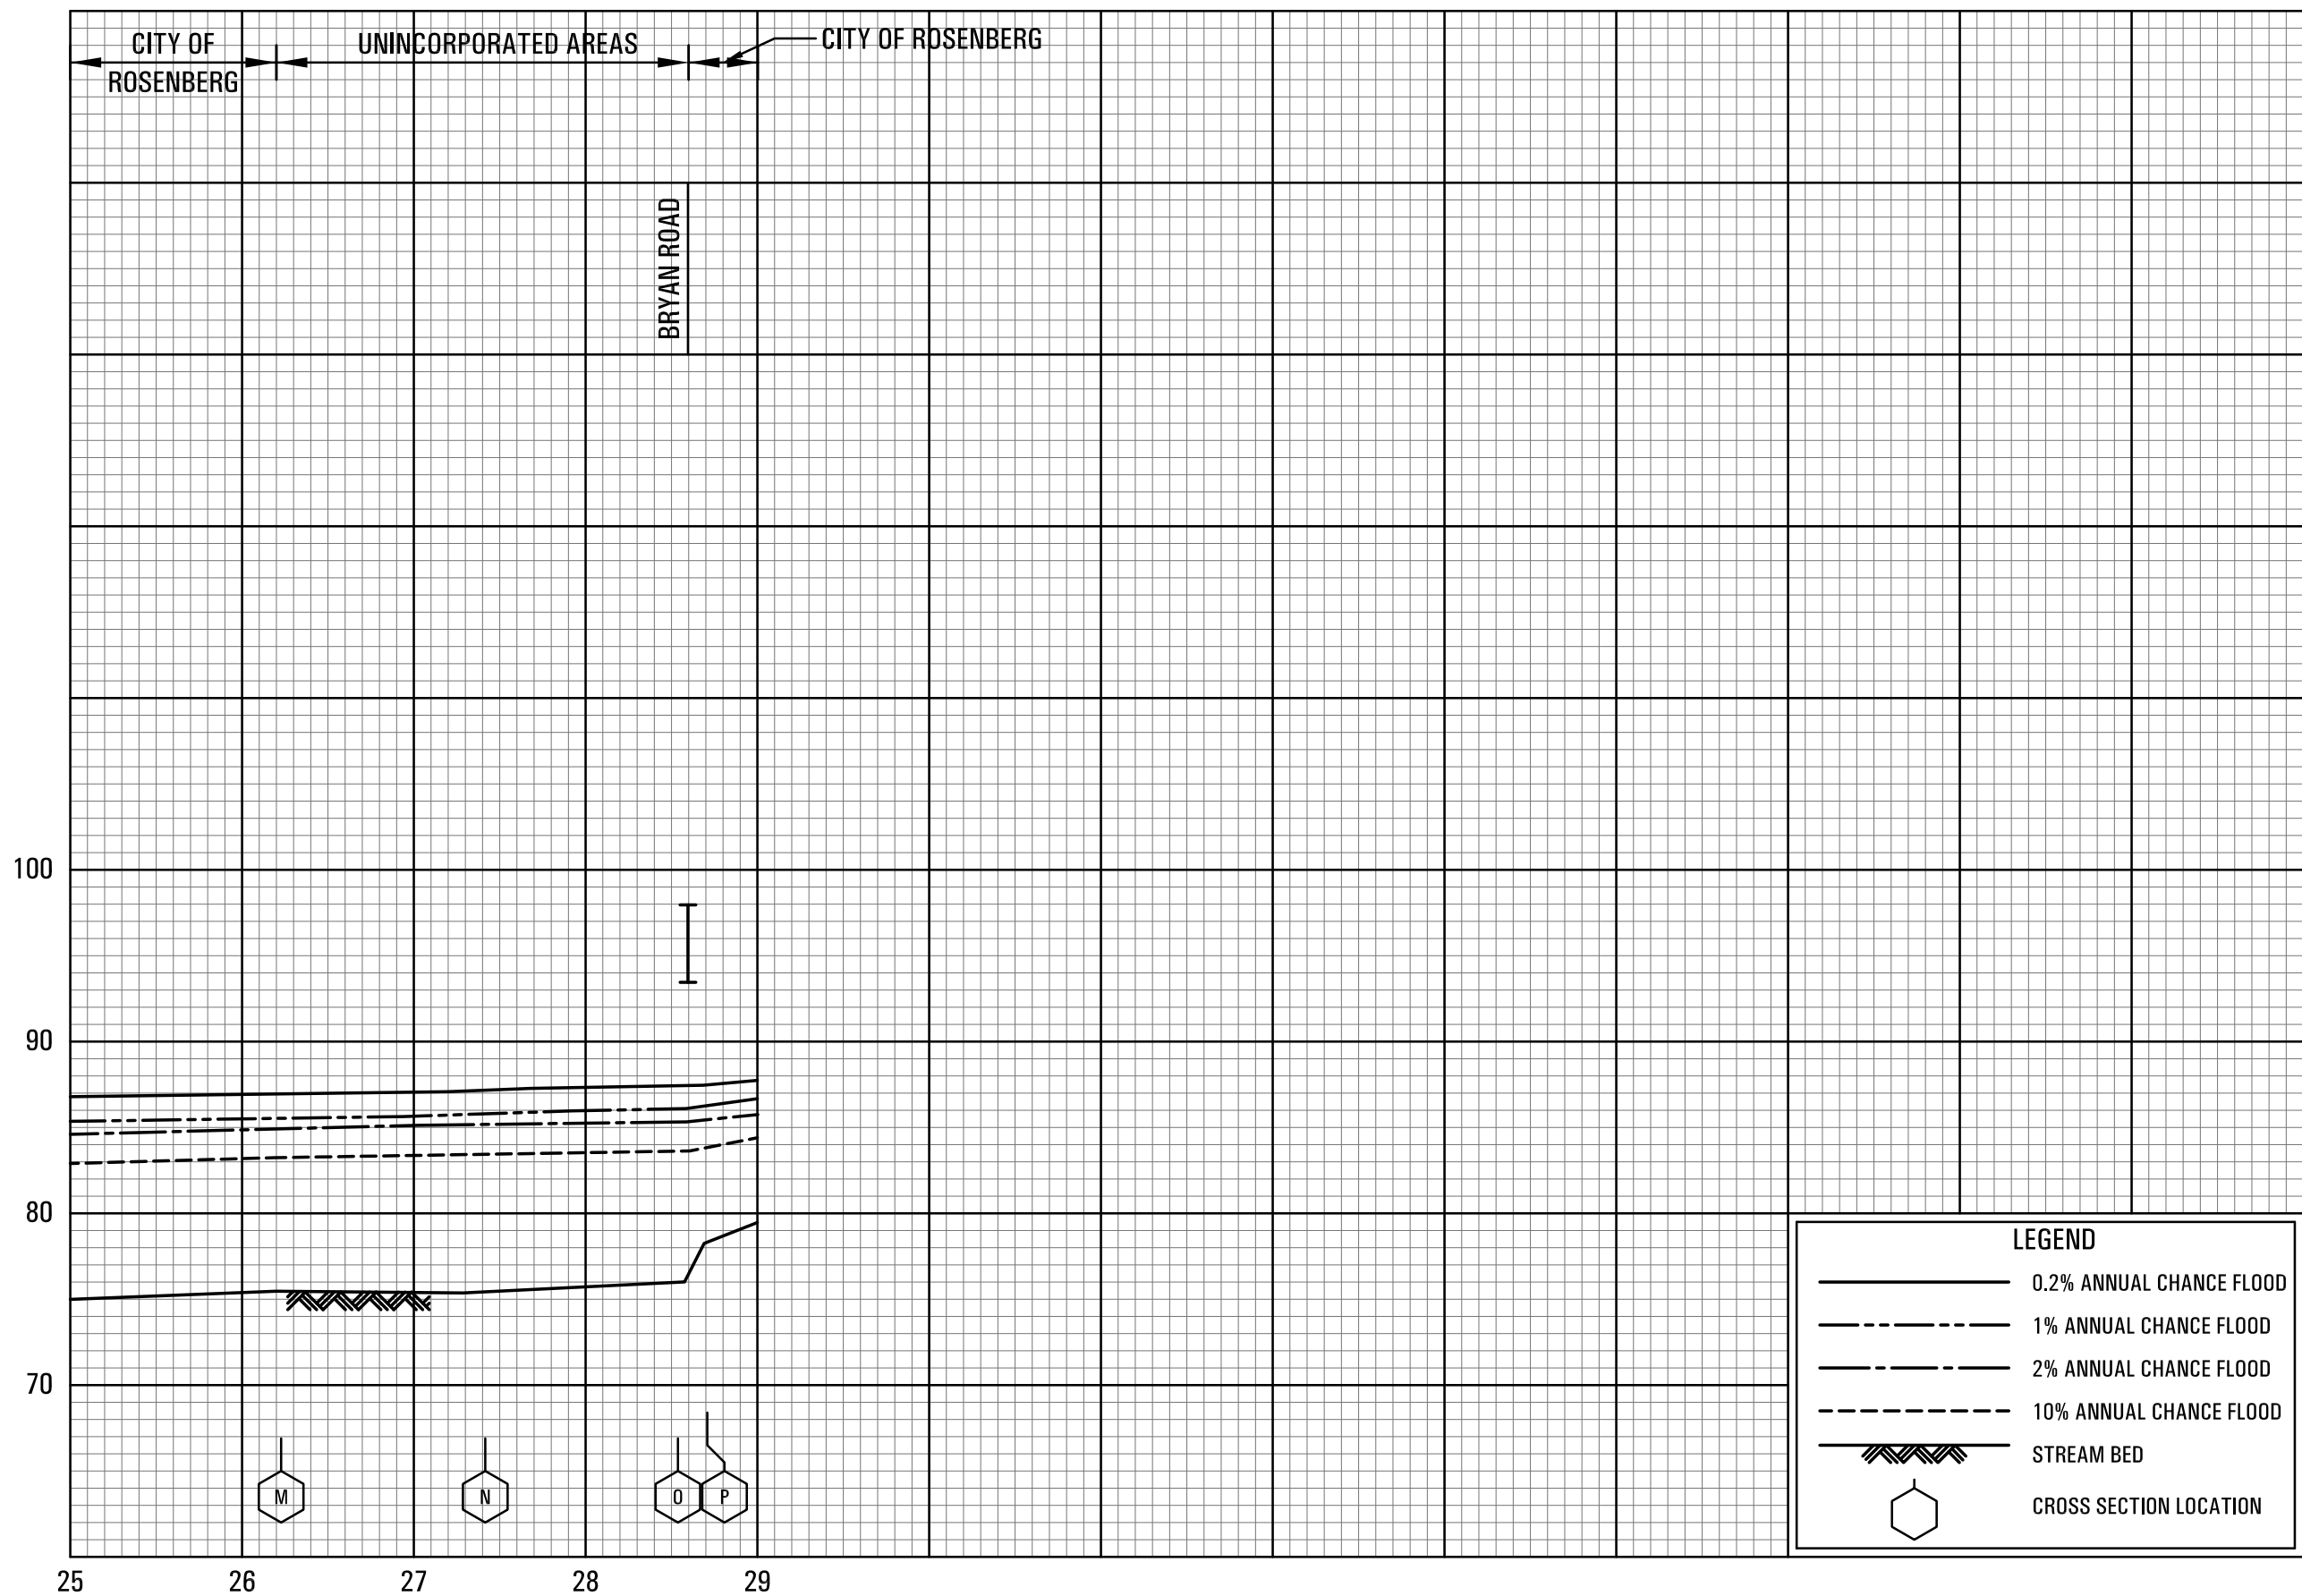 CITY OF
ROSENBERG
UNINCORPORATED AREAS
CITY OF ROSENBERG
BRYAN ROAD
100
90
80
70
M
N
O
P
25
26
27
28
29
LEGEND
0.2% ANNUAL CHANCE FLOOD
1% ANNUAL CHANCE FLOOD
2% ANNUAL CHANCE FLOOD
10% ANNUAL CHANCE FLOOD
STREAM BED
CROSS SECTION LOCATION